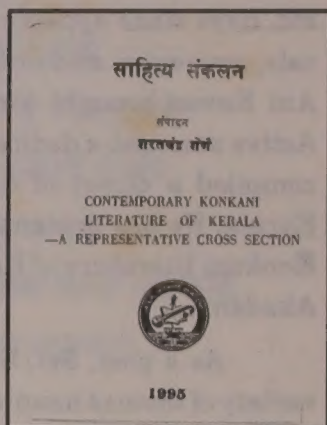 साहित्य संकलन
संपादन
शरतचंद्र शेणै
CONTEMPORARY KONKANI
LITERATURE OF KERALA
—A REPRESENTATIVE CROSS SECTION
1995